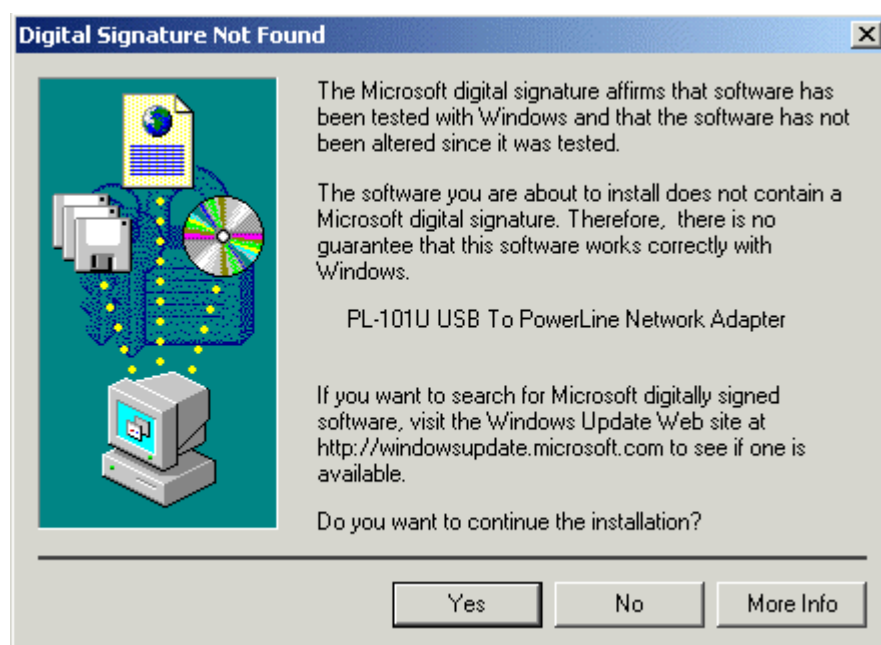 Digital Signature Not Found
The Microsoft digital signature affirms that software has
been tested with Windows and that the software has not
been altered since it was tested.
The software you are about to install does not contain a
Microsoft digital signature. Therefore,  there is no
guarantee that this software works correctly with
Windows.
PL-101U USB To PowerLine Network Adapter
If you want to search for Microsoft digitally signed
software, visit the Windows Update Web site at
http://windowsupdate.microsoft.com to see if one is
available.
Do you want to continue the installation?
Yes
No
More Info